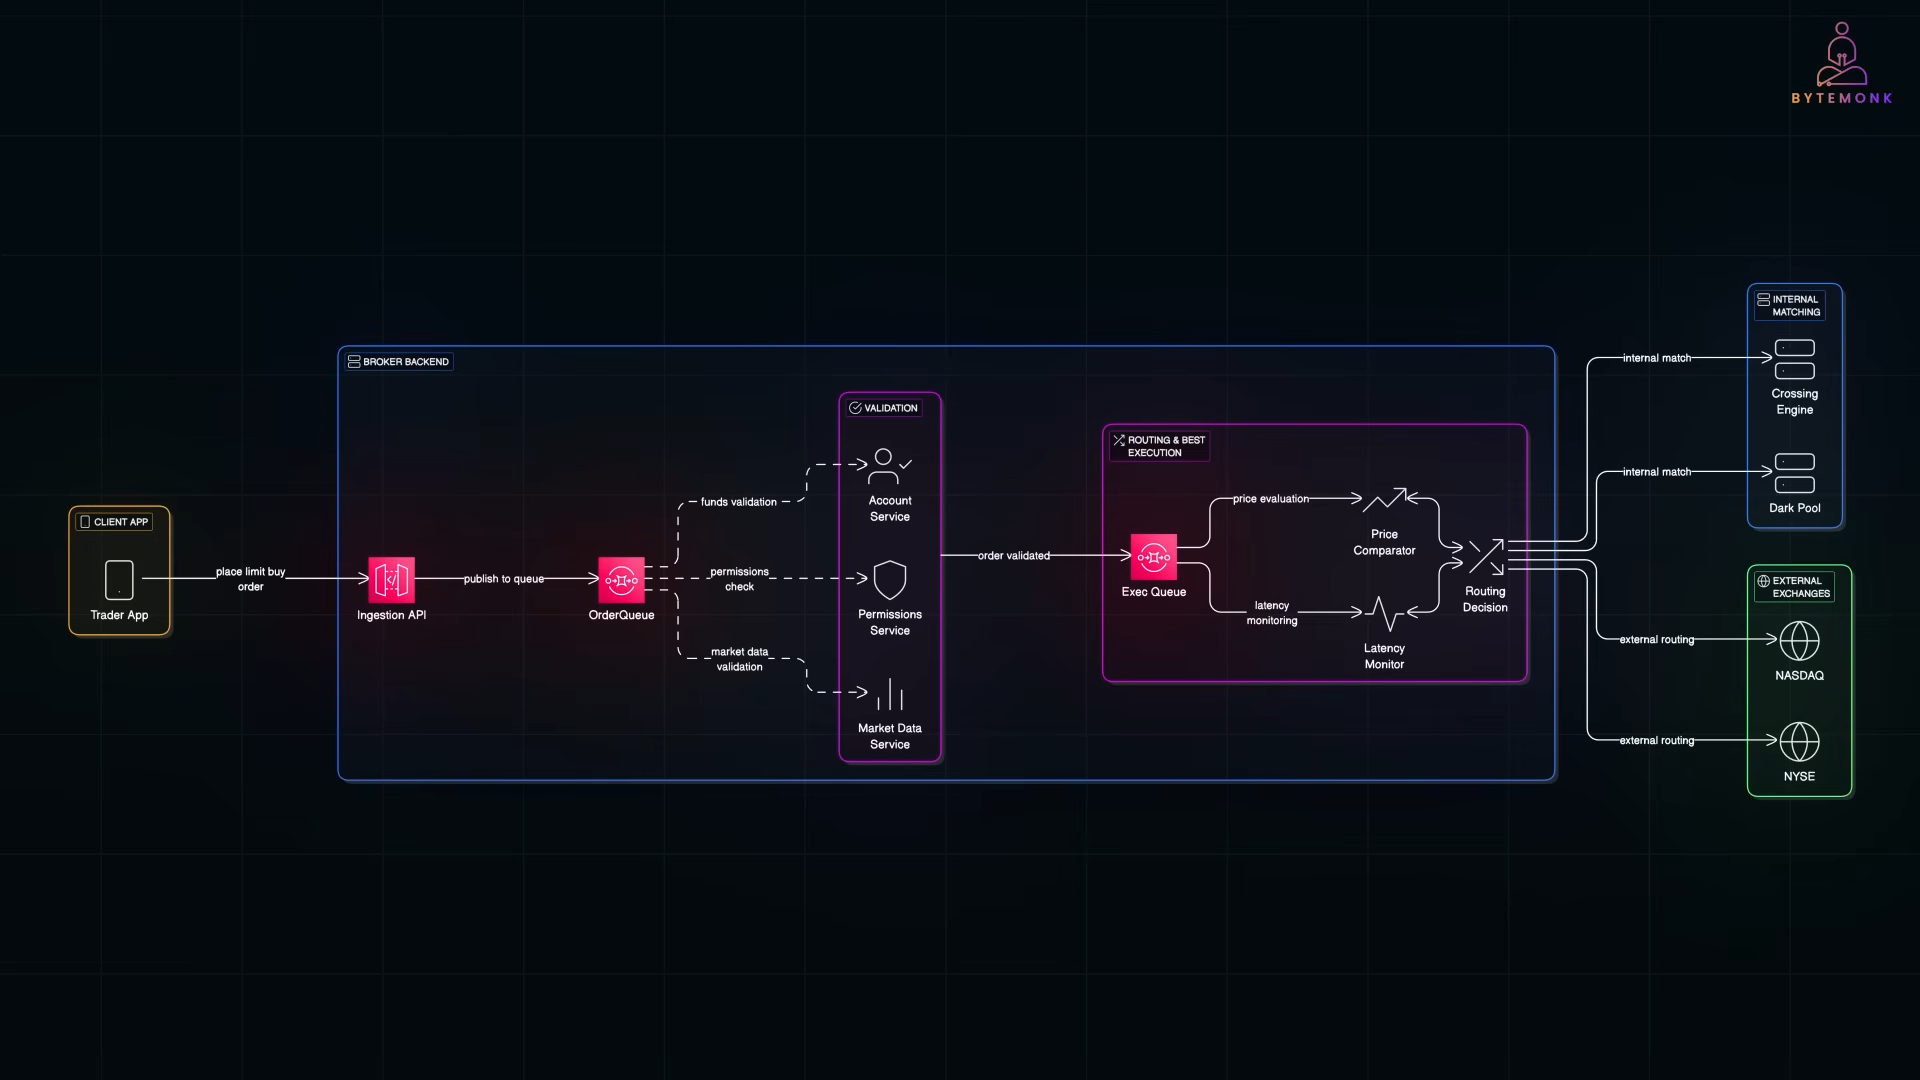 BYTEMONK
CLIENT APP
Trader App
place limit buy
order
BROKER BACKEND
Ingestion API
publish to queue
OrderQueue
funds validation
permissions
check
market data
validation
VALIDATION
Account
Service
Permissions
Service
Market Data
Service
order validated
ROUTING & BEST
EXECUTION
Exec Queue
price evaluation
latency
monitoring
Price
Comparator
Latency
Monitor
Routing
Decision
internal match
internal match
external routing
external routing
INTERNAL
MATCHING
Crossing
Engine
Dark Pool
EXTERNAL
EXCHANGES
NASDAQ
NYSE